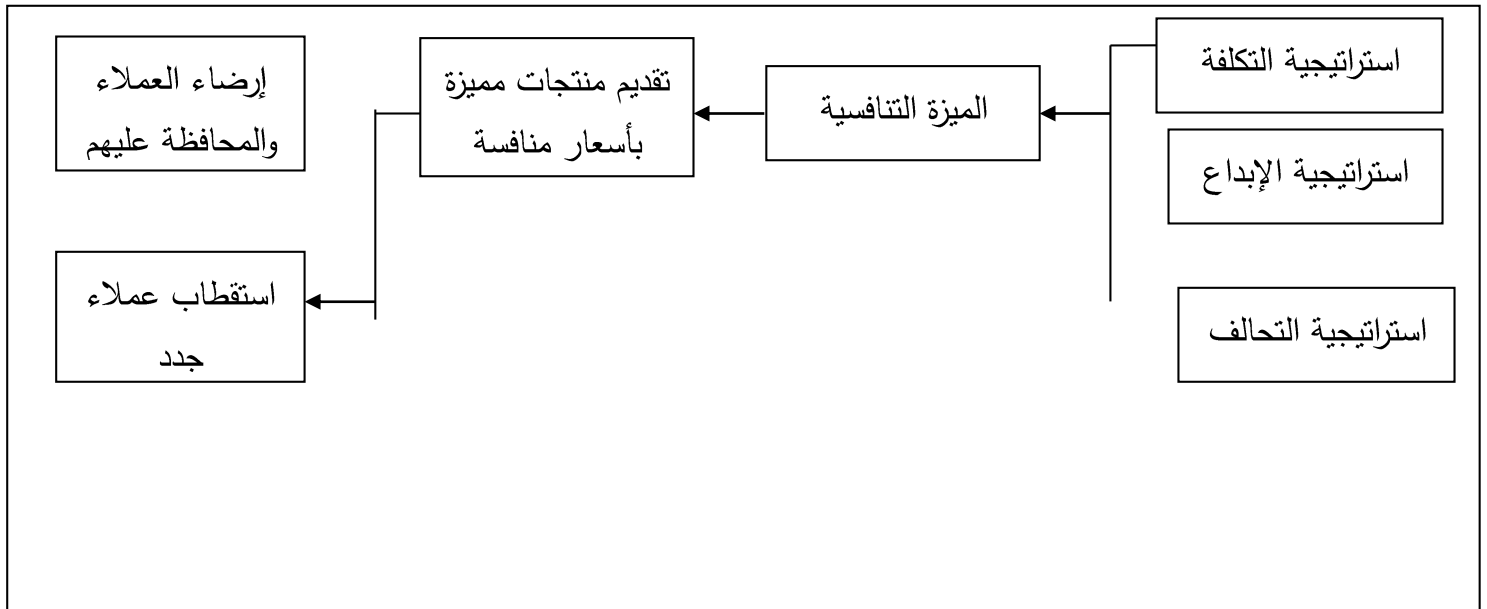 استراتيجية التكلفة
استراتيجية الإبداع
استراتيجية التحالف
الميزة التنافسية
تقديم منتجات مميزة
بأسعار منافسة
إرضاء العملاء
والمحافظة عليهم
استقطاب عملاء
جدد